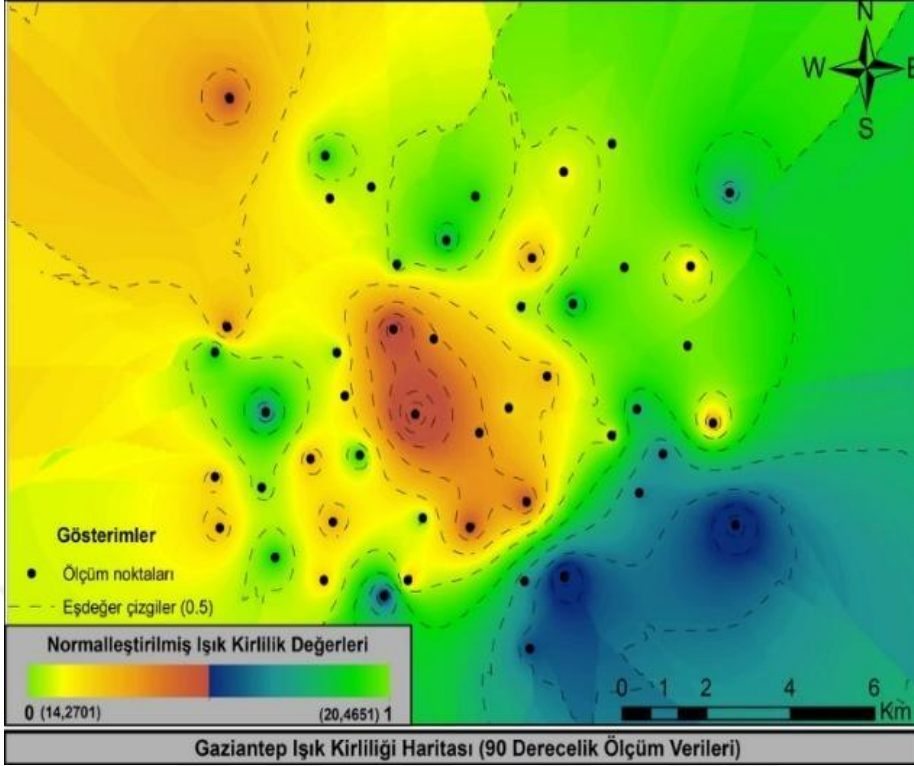 N
W E
S
Gösterimler
Ölçüm noktaları
Eşdeğer çizgiler (0.5)
Normalleştirilmiş Işık Kirlilik Değerleri
0 (14,2701) (20,4651) 1
0 1 2 4 6
Km
Gaziantep Işık Kirliliği Haritası (90 Derecelik Ölçüm Verileri)